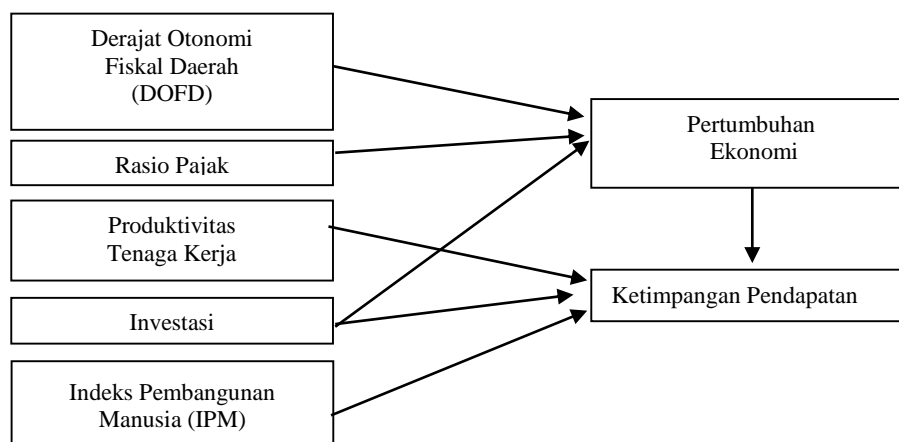 Derajat Otonomi
Fiskal Daerah
(DOFD)
Rasio Pajak
Produktivitas
Tenaga Kerja
Investasi
Indeks Pembangunan
Manusia (IPM)
Pertumbuhan
Ekonomi
Ketimpangan Pendapatan